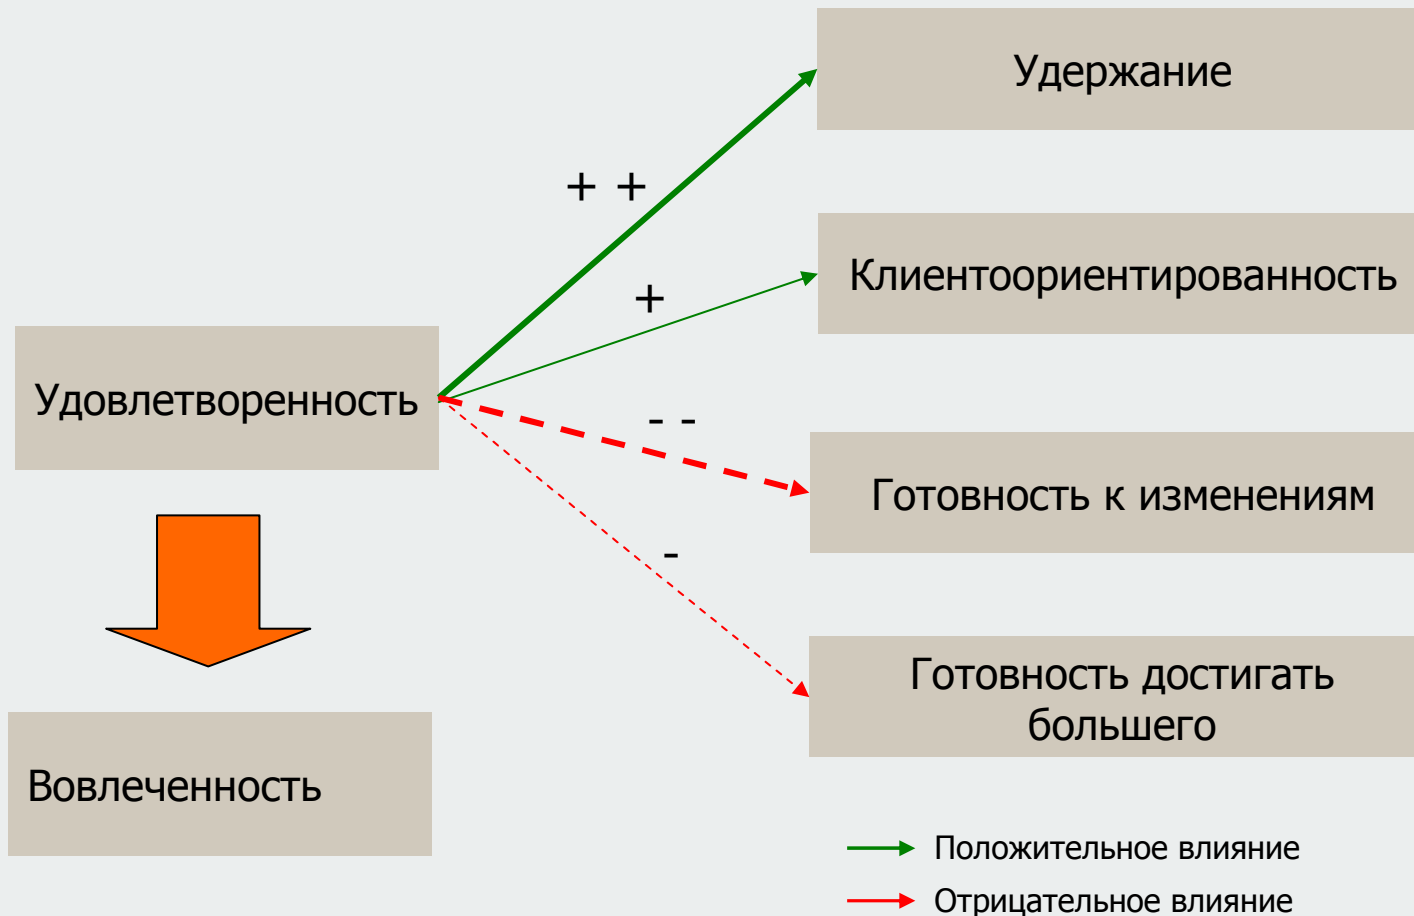 Удержание
+ +
Клиентоориентированность
+
Удовлетворенность
- -
Готовность к изменениям
-
Готовность достигать
большего
Вовлеченность
Положительное влияние
Отрицательное влияние